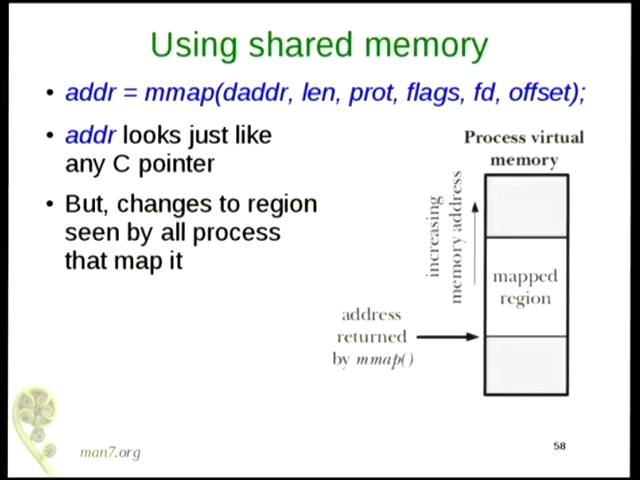 Using shared memory
• addr = mmap(daddr, len, prot, flags, fd, offset);
• addr looks just like
any C pointer
• But, changes to region
seen by all process
that map it
Process virtual
memory
increasing
memory address
mapped
region
address
returned
by mmap()
man7.org
58